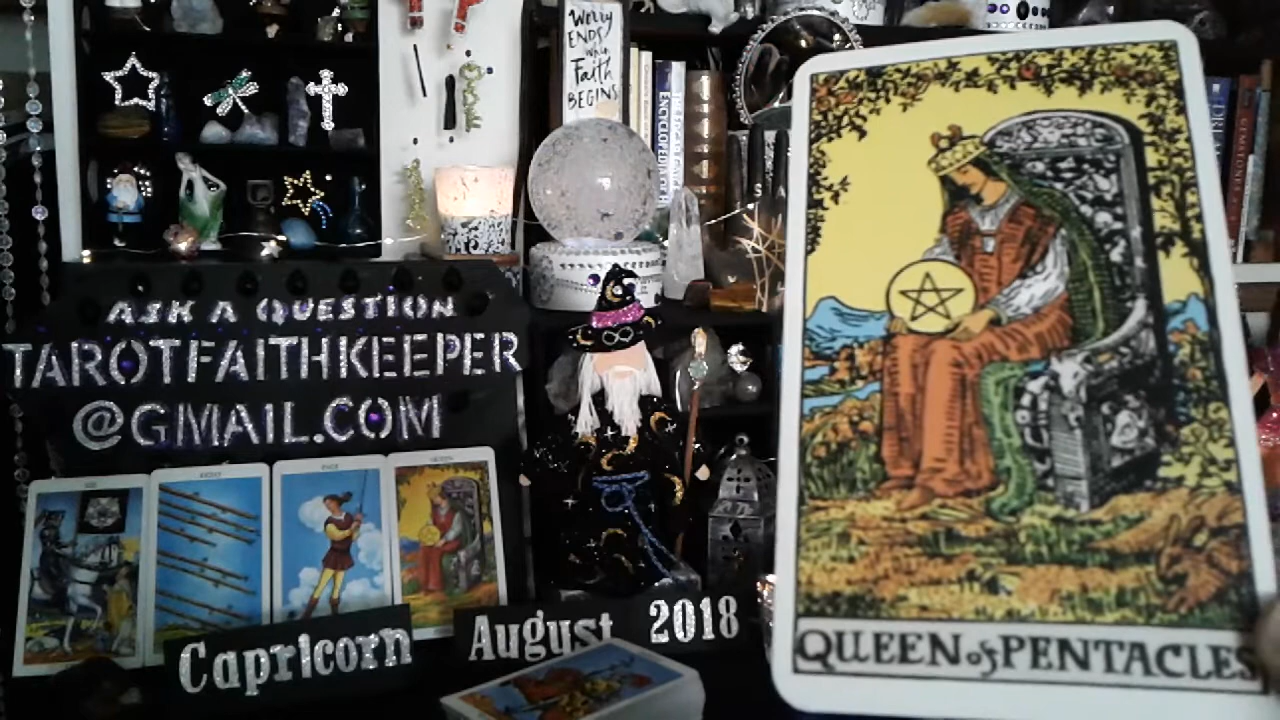 Worry
ENDS
when
Faith
BEGINS
ENCYCLOPEDIA
ASK A QUESTION
TAROTFAITHKEEPER
@GMAIL.COM
Capricorn
August 2018
QUEEN of PENTACLES